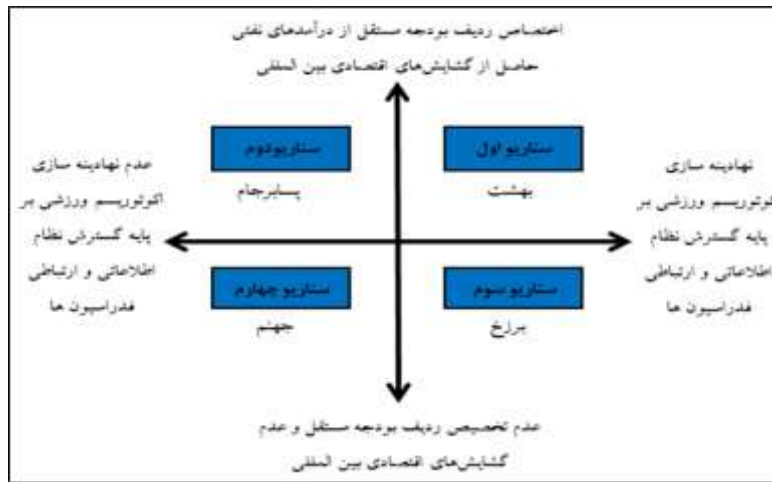 اختصاص ردیف بودجه مستقل از درآمدهای نفتی
حاصل از گشایش‌های اقتصادی بین المللی
سناریو اول
بهشت
سناریودوم
پسابرجام
نهادینه سازی
اکوتوریسم ورزشی بر
پایه گسترش نظام
اطلاعاتی و ارتباطی
فدراسیون ها
عدم نهادینه سازی
اکوتوریسم ورزشی بر
پایه گسترش نظام
اطلاعاتی و ارتباطی
فدراسیون ها
سناریو سوم
برزخ
سناریو چهارم
جهنم
عدم تخصیص ردیف بودجه مستقل و عدم
گشایش‌های اقتصادی بین المللی